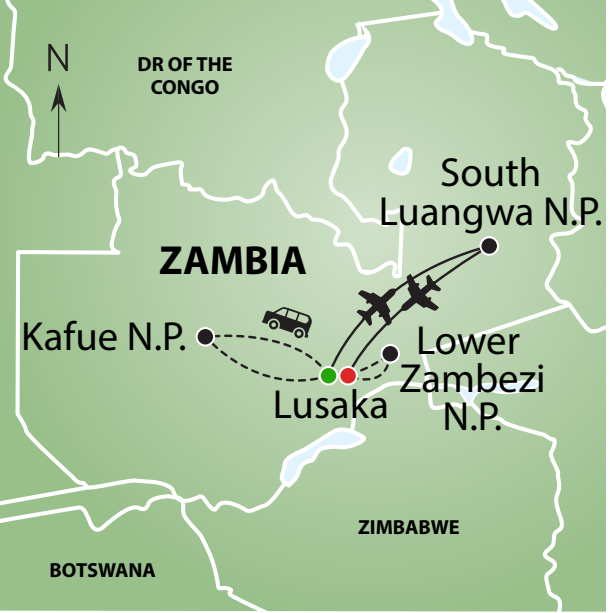 N
DR OF THE
CONGO
South
Luangwa N.P.
ZAMBIA
Kafue N.P.
Lower
Zambezi
N.P.
Lusaka
ZIMBABWE
BOTSWANA